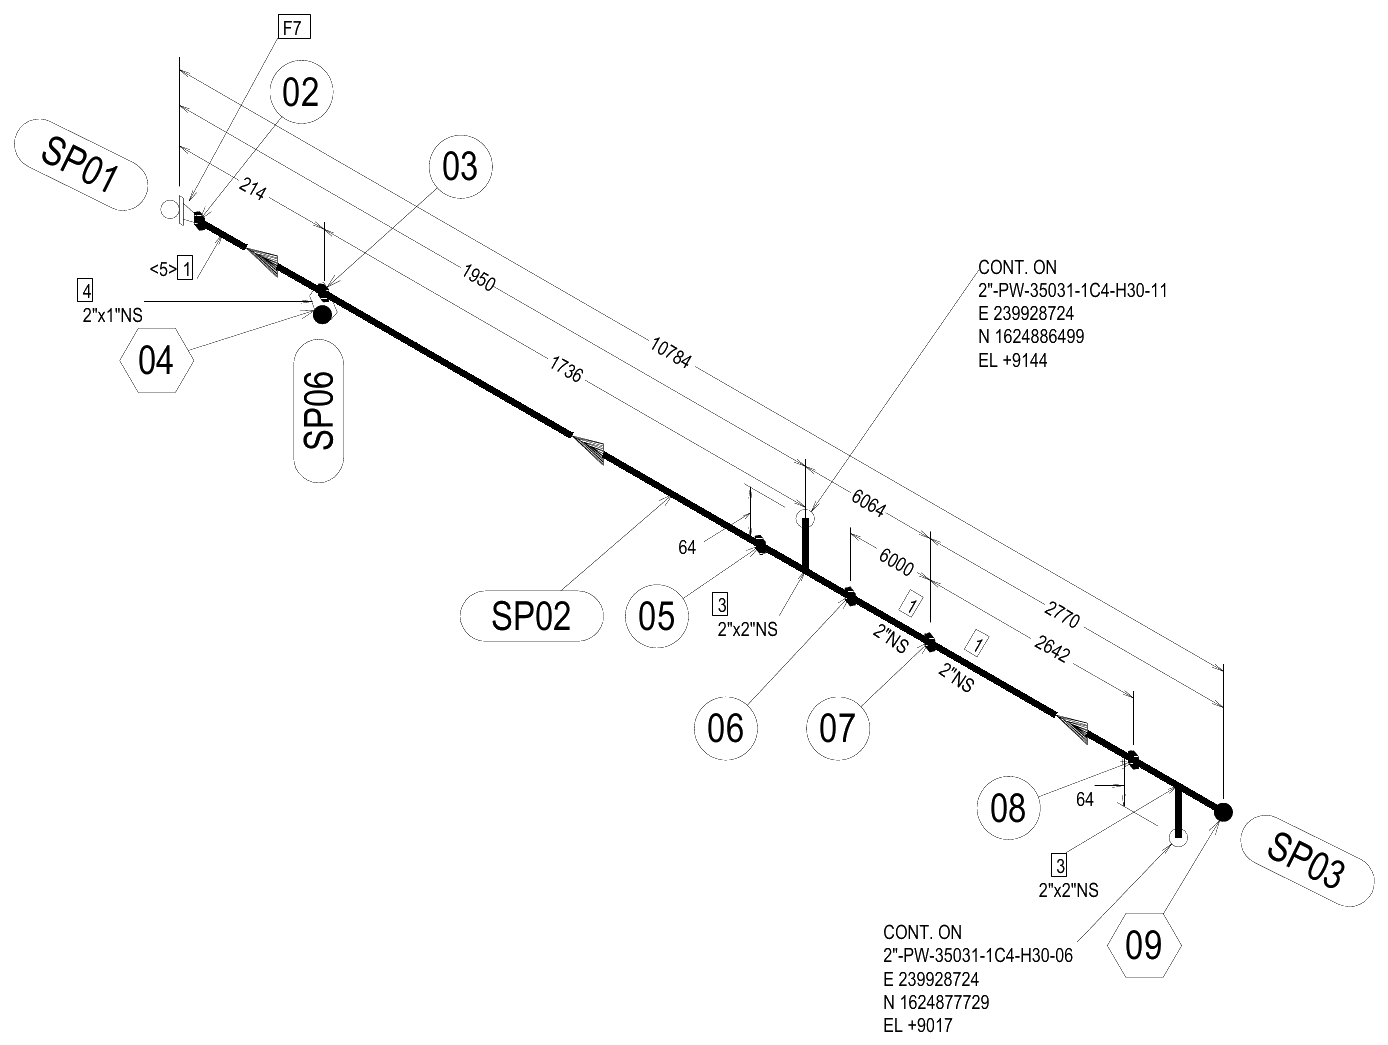 F7
02
SP01
03
214
<5> 1
4
2"x1"NS
04
SP06
1950
10784
1736
CONT. ON
2"-PW-35031-1C4-H30-11
E 239928724
N 1624886499
EL +9144
6064
64
6000
SP02
05
3
2"x2"NS
1
2"NS
1
2"NS
2770
2642
06
07
08
64
SP03
3
2"x2"NS
09
CONT. ON
2"-PW-35031-1C4-H30-06
E 239928724
N 1624877729
EL +9017